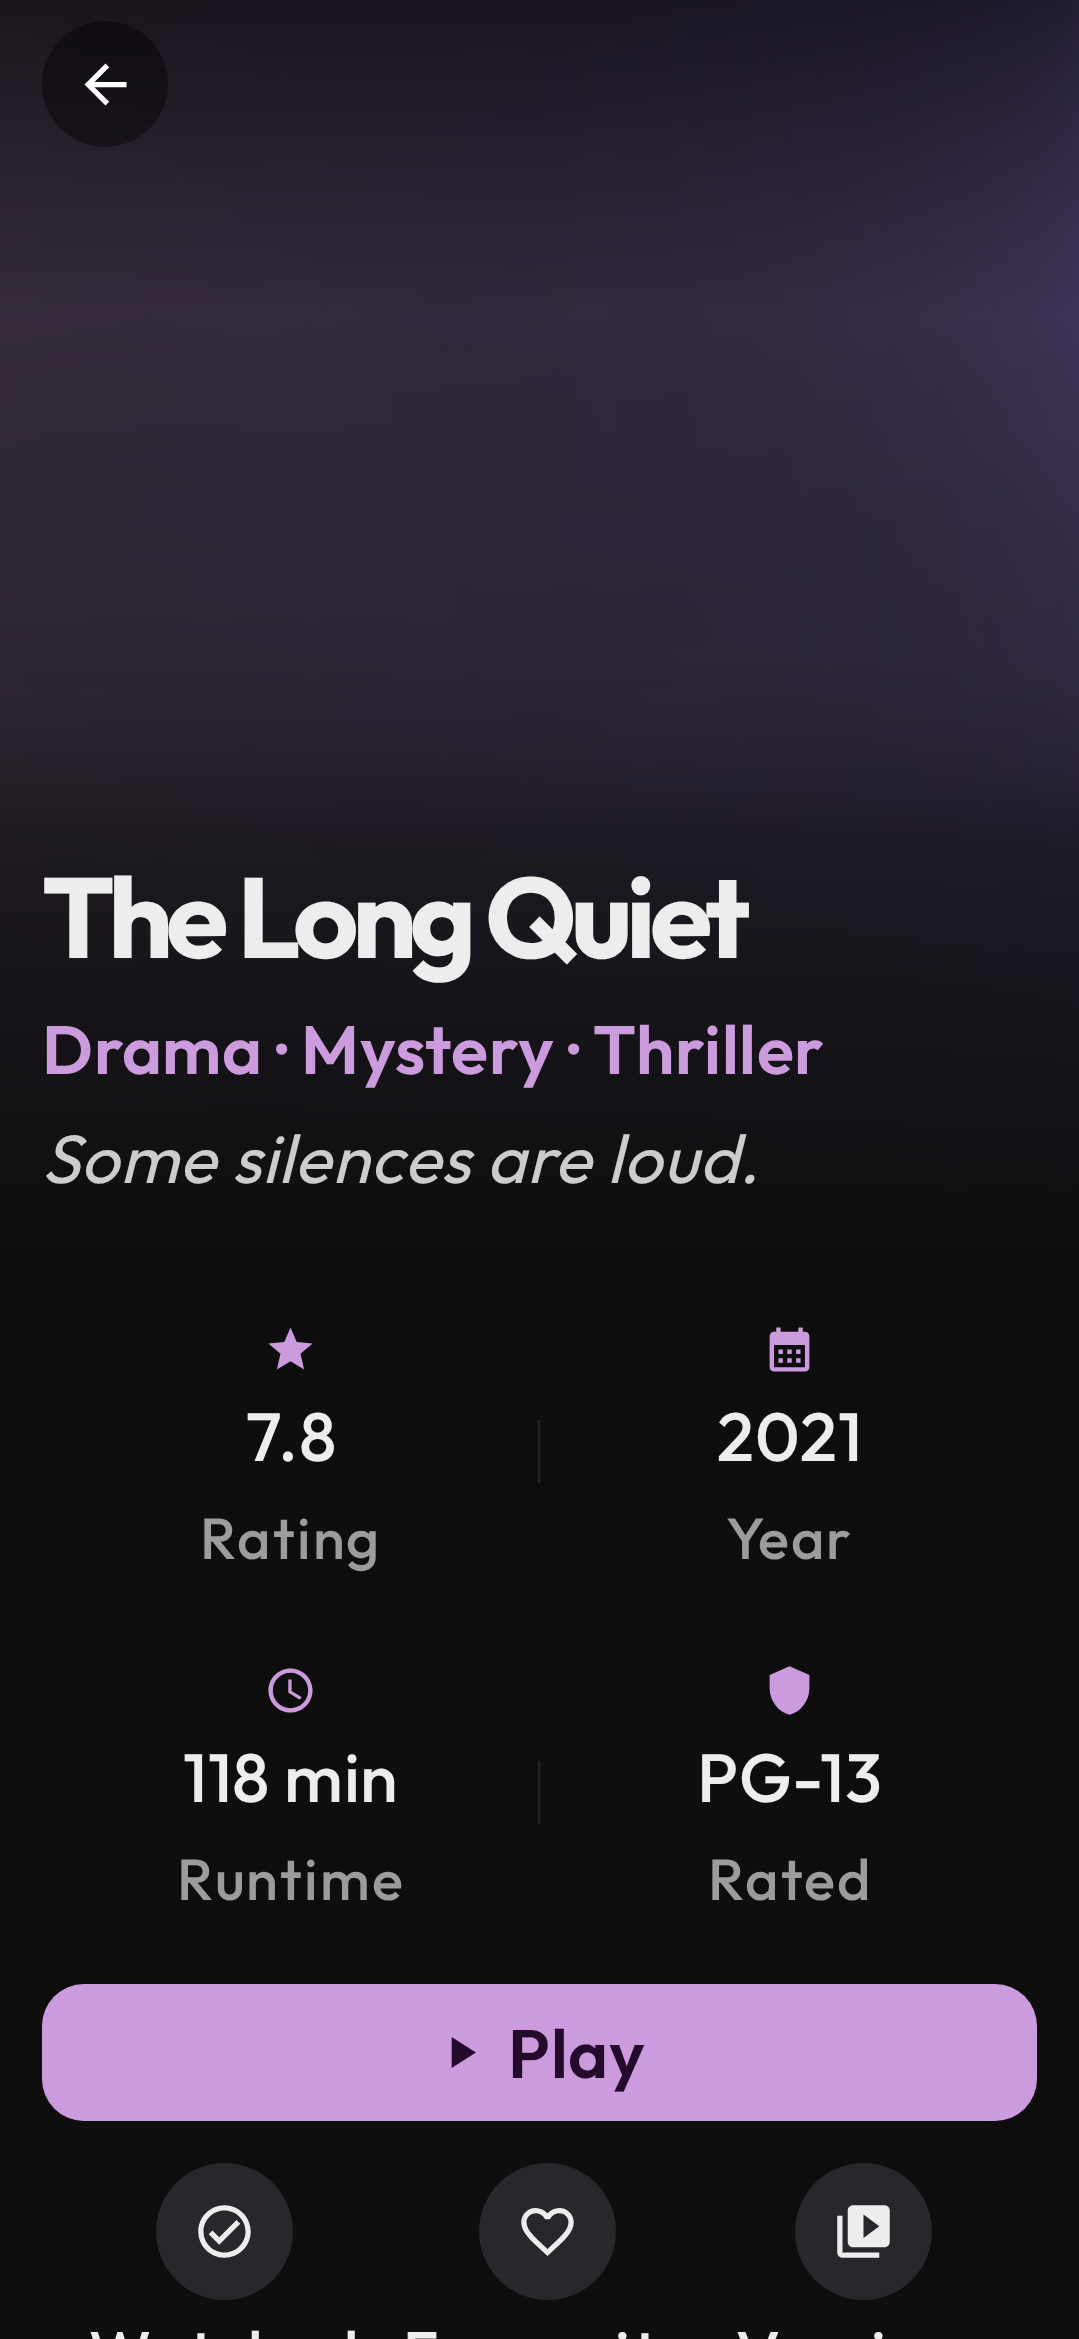 The Long Quiet
Drama · Mystery · Thriller
Some silences are loud.
7.8
2021
Rating
Year
118 min
PG-13
Runtime
Rated
Play